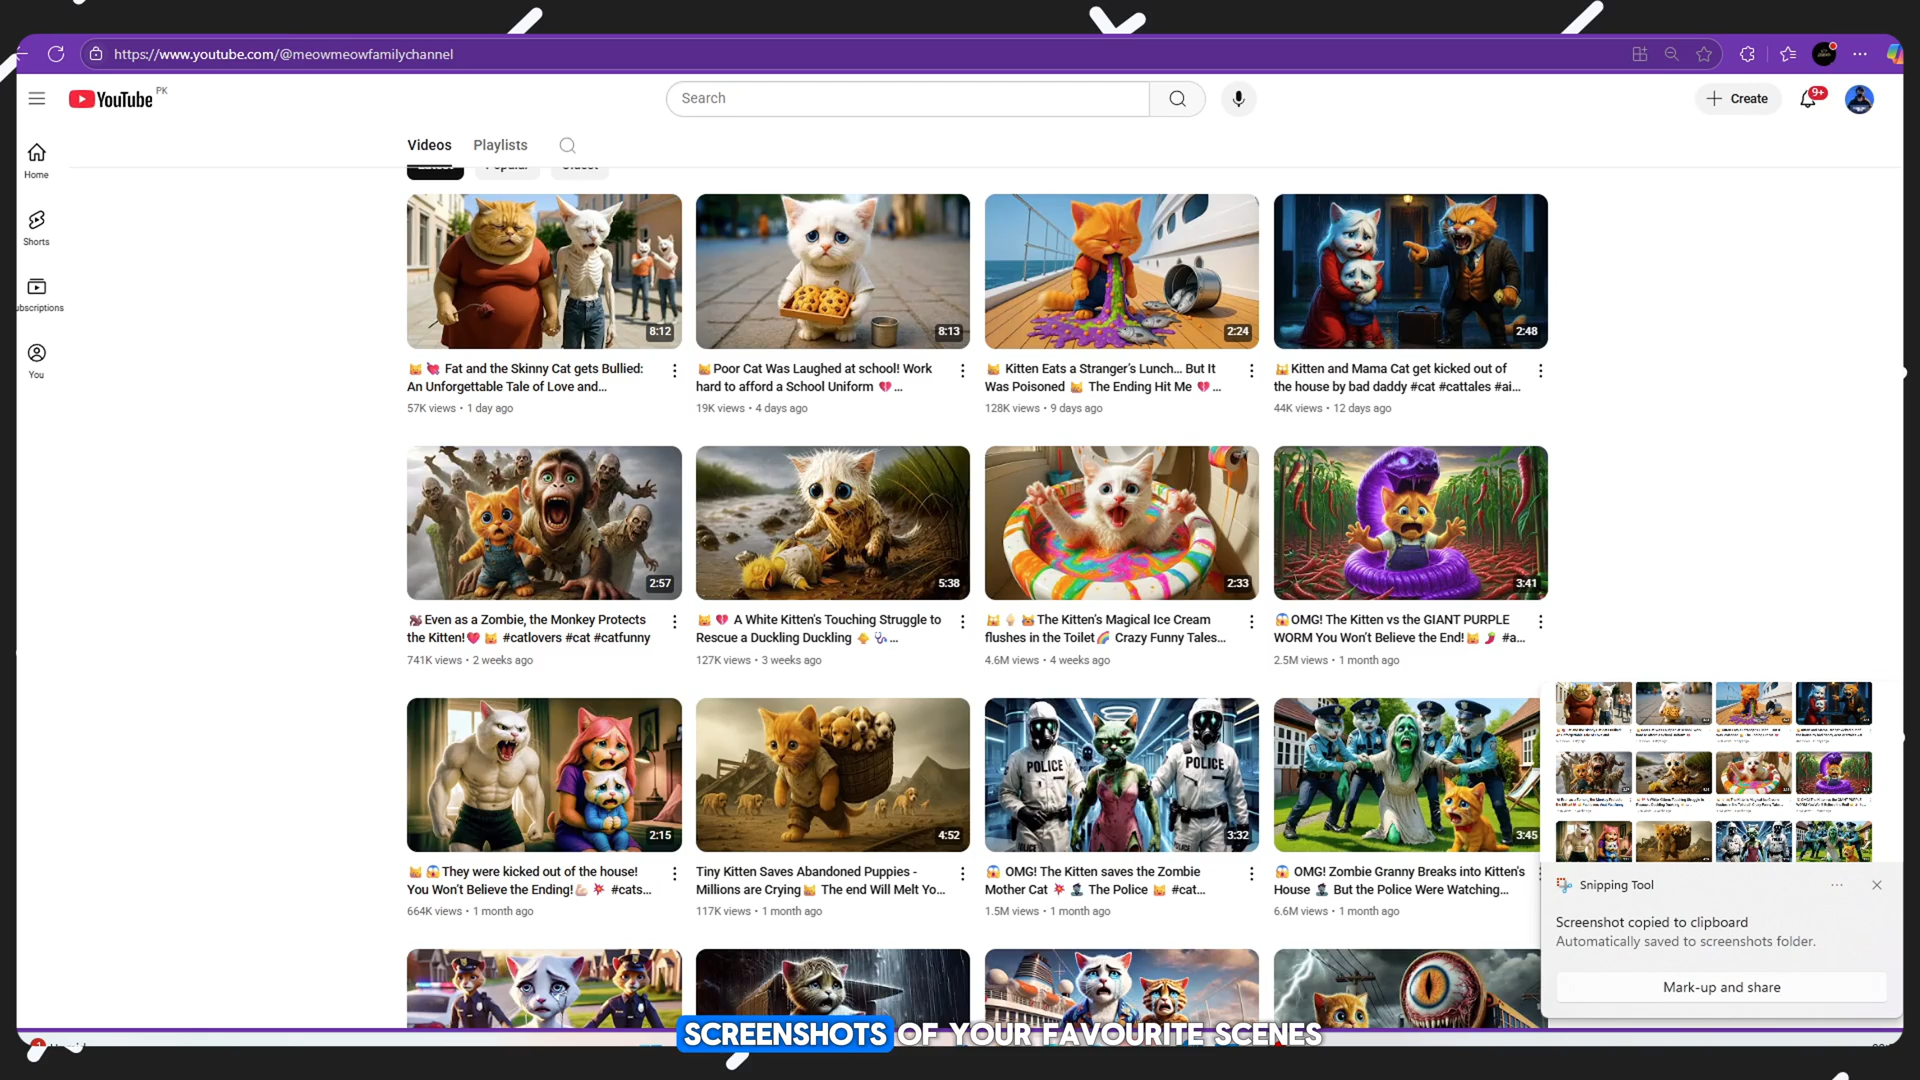 https://www.youtube.com/@meowmeowfamilychannel
YouTube PK
Search
Create
9+
Home
Shorts
ubscriptions
You
Videos Playlists
Latest Popular Oldest
8:12
🙀 💘 Fat and the Skinny Cat gets Bullied:
An Unforgettable Tale of Love and...
57K views • 1 day ago
8:13
😿Poor Cat Was Laughed at school! Work
hard to afford a School Uniform 💔 ...
19K views • 4 days ago
2:24
😿 Kitten Eats a Stranger's Lunch... But It
Was Poisoned 😿 The Ending Hit Me 💔 ...
128K views • 9 days ago
2:48
🙀Kitten and Mama Cat get kicked out of
the house by bad daddy #cat #cattales #ai...
44K views • 12 days ago
2:57
🧟Even as a Zombie, the Monkey Protects
the Kitten!❤️ 😿 #catlovers #cat #catfunny
741K views • 2 weeks ago
5:38
😿 💔 A White Kitten's Touching Struggle to
Rescue a Duckling Duckling 🐥 🩺 ...
127K views • 3 weeks ago
2:33
🙀 🍦 😹The Kitten's Magical Ice Cream
flushes in the Toilet🌈 Crazy Funny Tales...
4.6M views • 4 weeks ago
3:41
😱OMG! The Kitten vs the GIANT PURPLE
WORM You Won't Believe the End!😿 🌶️ #a...
2.5M views • 1 month ago
2:15
😿 😱They were kicked out of the house!
You Won't Believe the Ending!💪🏻 💥 #cats...
664K views • 1 month ago
4:52
Tiny Kitten Saves Abandoned Puppies -
Millions are Crying😿 The end Will Melt Yo...
117K views • 1 month ago
POLICE
POLICE
3:32
😱 OMG! The Kitten saves the Zombie
Mother Cat 💥 👮 The Police 😿 #cat...
1.5M views • 1 month ago
3:45
😱 OMG! Zombie Granny Breaks into Kitten's
House 👮 But the Police Were Watching...
6.6M views • 1 month ago
Snipping Tool
Screenshot copied to clipboard
Automatically saved to screenshots folder.
Mark-up and share
SCREENSHOTS OF YOUR FAVOURITE SCENES